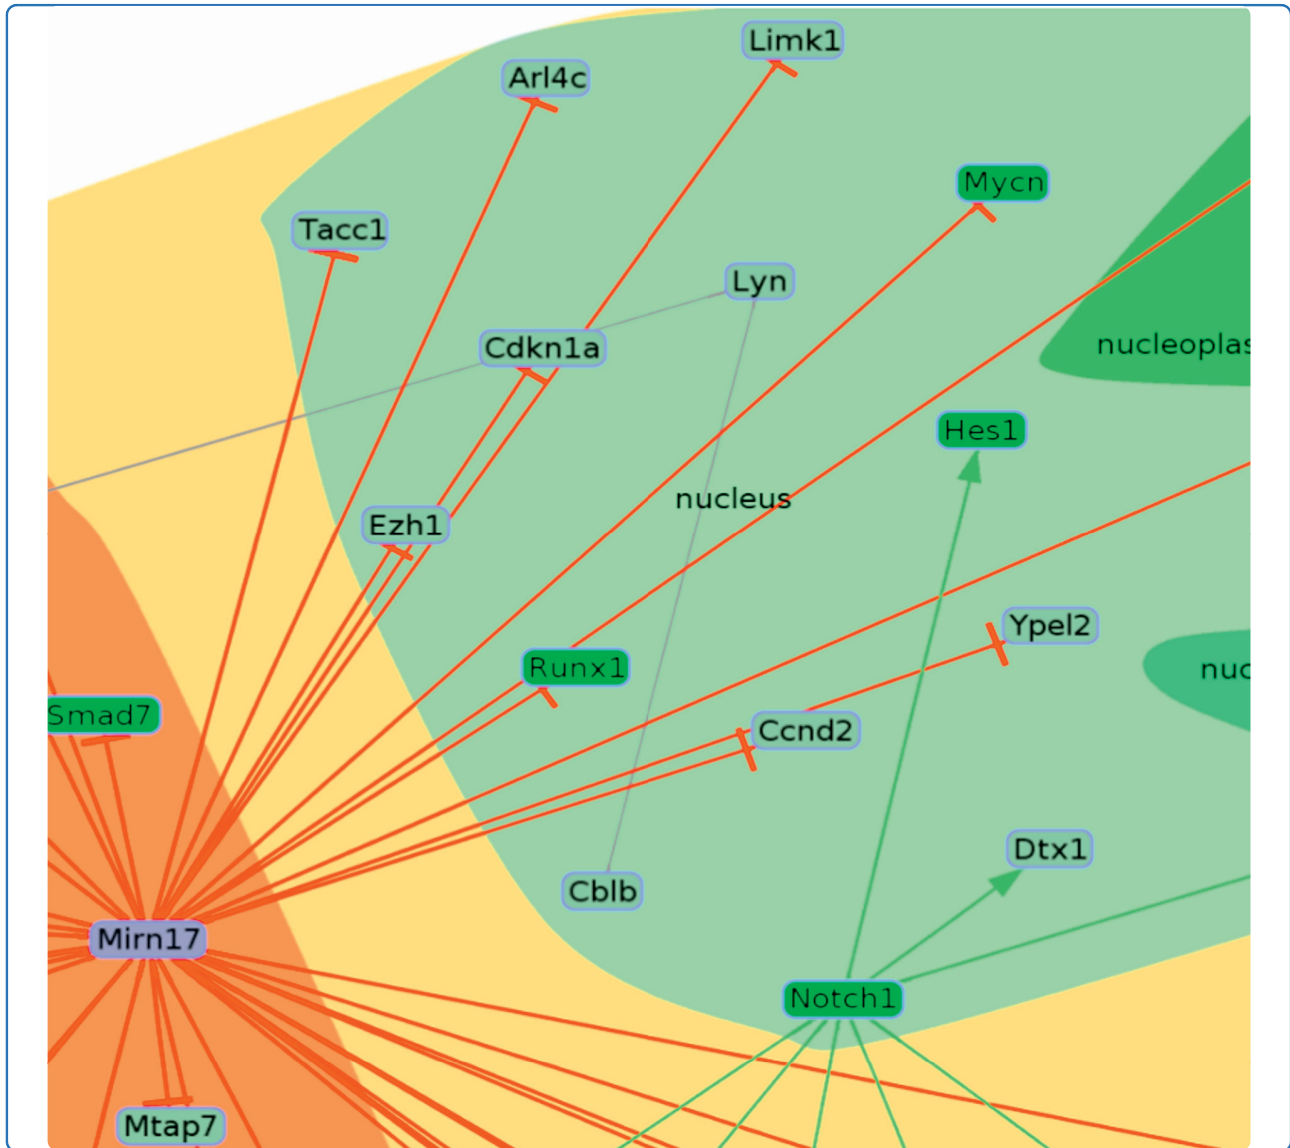 Limk1
Arl4c
Mycn
Tacc1
Lyn
Cdkn1a
nucleoplas
Hes1
nucleus
Ezh1
Ypel2
Runx1
nuc
Smad7
Ccnd2
Dtx1
Cblb
Mirn17
Notch1
Mtap7